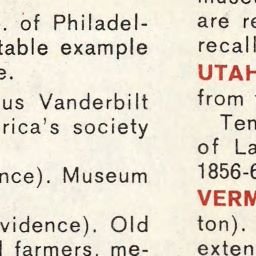 . of Philadel-
table example
e.
us Vanderbilt
rica's society
nce). Museum
vidence). Old
farmers, me-
are re
recall
UTAH
from
Ten
of La
1856-6
VERM
ton).
exten